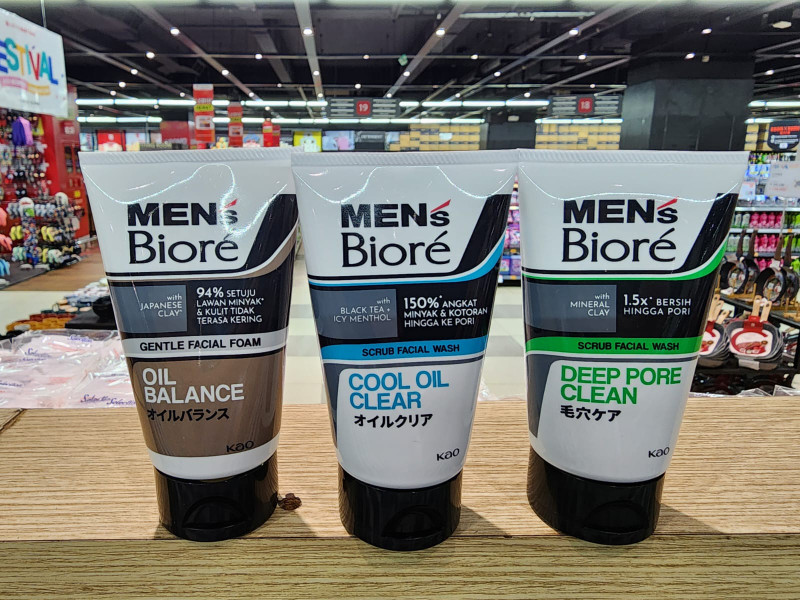 ESTIVAL
19
18
MEN's
Bioré
with
JAPANESE
CLAY*
94% SETUJU
LAWAN MINYAK*
& KULIT TIDAK
TERASA KERING
GENTLE FACIAL FOAM
OIL
BALANCE
オイルバランス
Kao
MEN's
Bioré
with
BLACK TEA +
ICY MENTHOL
150%* ANGKAT
MINYAK & KOTORAN
HINGGA KE PORI
SCRUB FACIAL WASH
COOL OIL
CLEAR
オイルクリア
Kao
MEN's
Bioré
with
MINERAL
CLAY
1.5x* BERSIH
HINGGA PORI
SCRUB FACIAL WASH
DEEP PORE
CLEAN
毛穴ケア
Kao